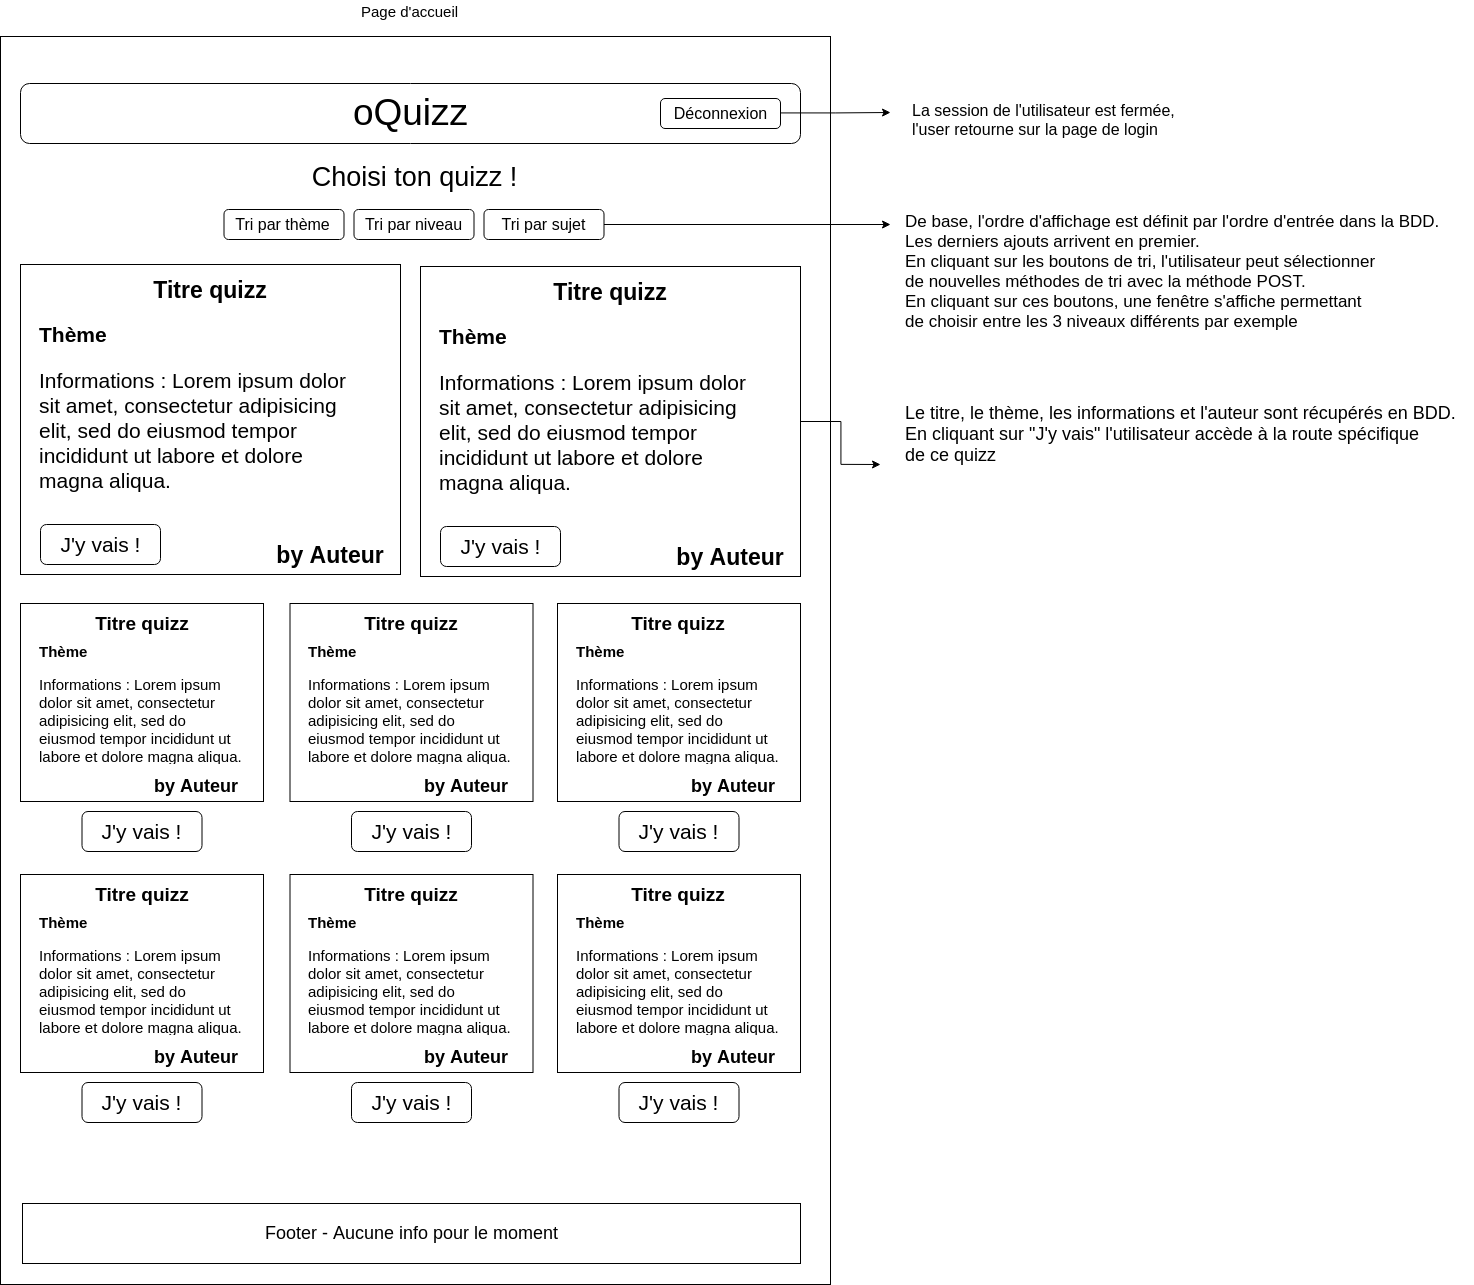 Page d'accueil
oQuizz
Déconnexion
La session de l'utilisateur est fermée,
l'user retourne sur la page de login
Choisi ton quizz !
Tri par thème
Tri par niveau
Tri par sujet
De base, l'ordre d'affichage est définit par l'ordre d'entrée dans la BDD.
Les derniers ajouts arrivent en premier.
En cliquant sur les boutons de tri, l'utilisateur peut sélectionner
de nouvelles méthodes de tri avec la méthode POST.
En cliquant sur ces boutons, une fenêtre s'affiche permettant
de choisir entre les 3 niveaux différents par exemple
Titre quizz
Thème
Informations : Lorem ipsum dolor
sit amet, consectetur adipisicing
elit, sed do eiusmod tempor
incididunt ut labore et dolore
magna aliqua.
J'y vais !
by Auteur
Titre quizz
Thème
Informations : Lorem ipsum dolor
sit amet, consectetur adipisicing
elit, sed do eiusmod tempor
incididunt ut labore et dolore
magna aliqua.
J'y vais !
by Auteur
Le titre, le thème, les informations et l'auteur sont récupérés en BDD.
En cliquant sur "J'y vais" l'utilisateur accède à la route spécifique
de ce quizz
Titre quizz
Thème
Informations : Lorem ipsum
dolor sit amet, consectetur
adipisicing elit, sed do
eiusmod tempor incididunt ut
labore et dolore magna aliqua.
by Auteur
J'y vais !
Titre quizz
Thème
Informations : Lorem ipsum
dolor sit amet, consectetur
adipisicing elit, sed do
eiusmod tempor incididunt ut
labore et dolore magna aliqua.
by Auteur
J'y vais !
Titre quizz
Thème
Informations : Lorem ipsum
dolor sit amet, consectetur
adipisicing elit, sed do
eiusmod tempor incididunt ut
labore et dolore magna aliqua.
by Auteur
J'y vais !
Titre quizz
Thème
Informations : Lorem ipsum
dolor sit amet, consectetur
adipisicing elit, sed do
eiusmod tempor incididunt ut
labore et dolore magna aliqua.
by Auteur
J'y vais !
Titre quizz
Thème
Informations : Lorem ipsum
dolor sit amet, consectetur
adipisicing elit, sed do
eiusmod tempor incididunt ut
labore et dolore magna aliqua.
by Auteur
J'y vais !
Titre quizz
Thème
Informations : Lorem ipsum
dolor sit amet, consectetur
adipisicing elit, sed do
eiusmod tempor incididunt ut
labore et dolore magna aliqua.
by Auteur
J'y vais !
Footer - Aucune info pour le moment